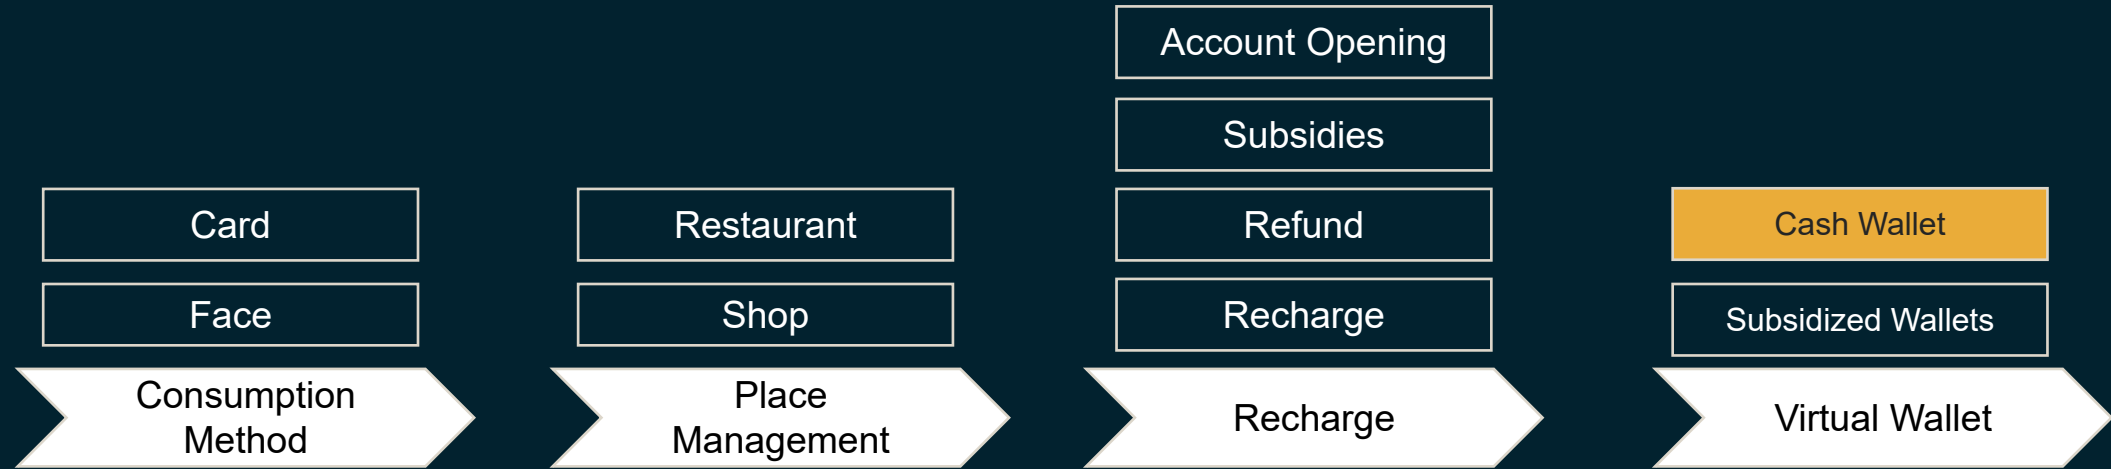 Card
Face
Consumption
Method
Restaurant
Shop
Place
Management
Account Opening
Subsidies
Refund
Recharge
Recharge
Cash Wallet
Subsidized Wallets
Virtual Wallet